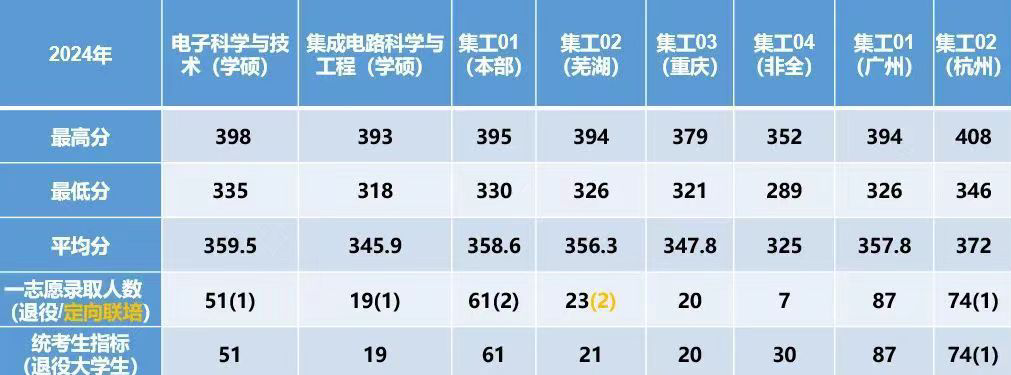 2024年 电子科学与技术（学硕） 集成电路科学与工程（学硕） 集工01（本部） 集工02（芜湖） 集工03（重庆） 集工04（非全） 集工01（广州） 集工02（杭州）
最高分 398 393 395 394 379 352 394 408
最低分 335 318 330 326 321 289 326 346
平均分 359.5 345.9 358.6 356.3 347.8 325 357.8 372
一志愿录取人数（退役/定向联培） 51(1) 19(1) 61(2) 23(2) 20 7 87 74(1)
统考生指标（退役大学生） 51 19 61 21 20 30 87 74(1)